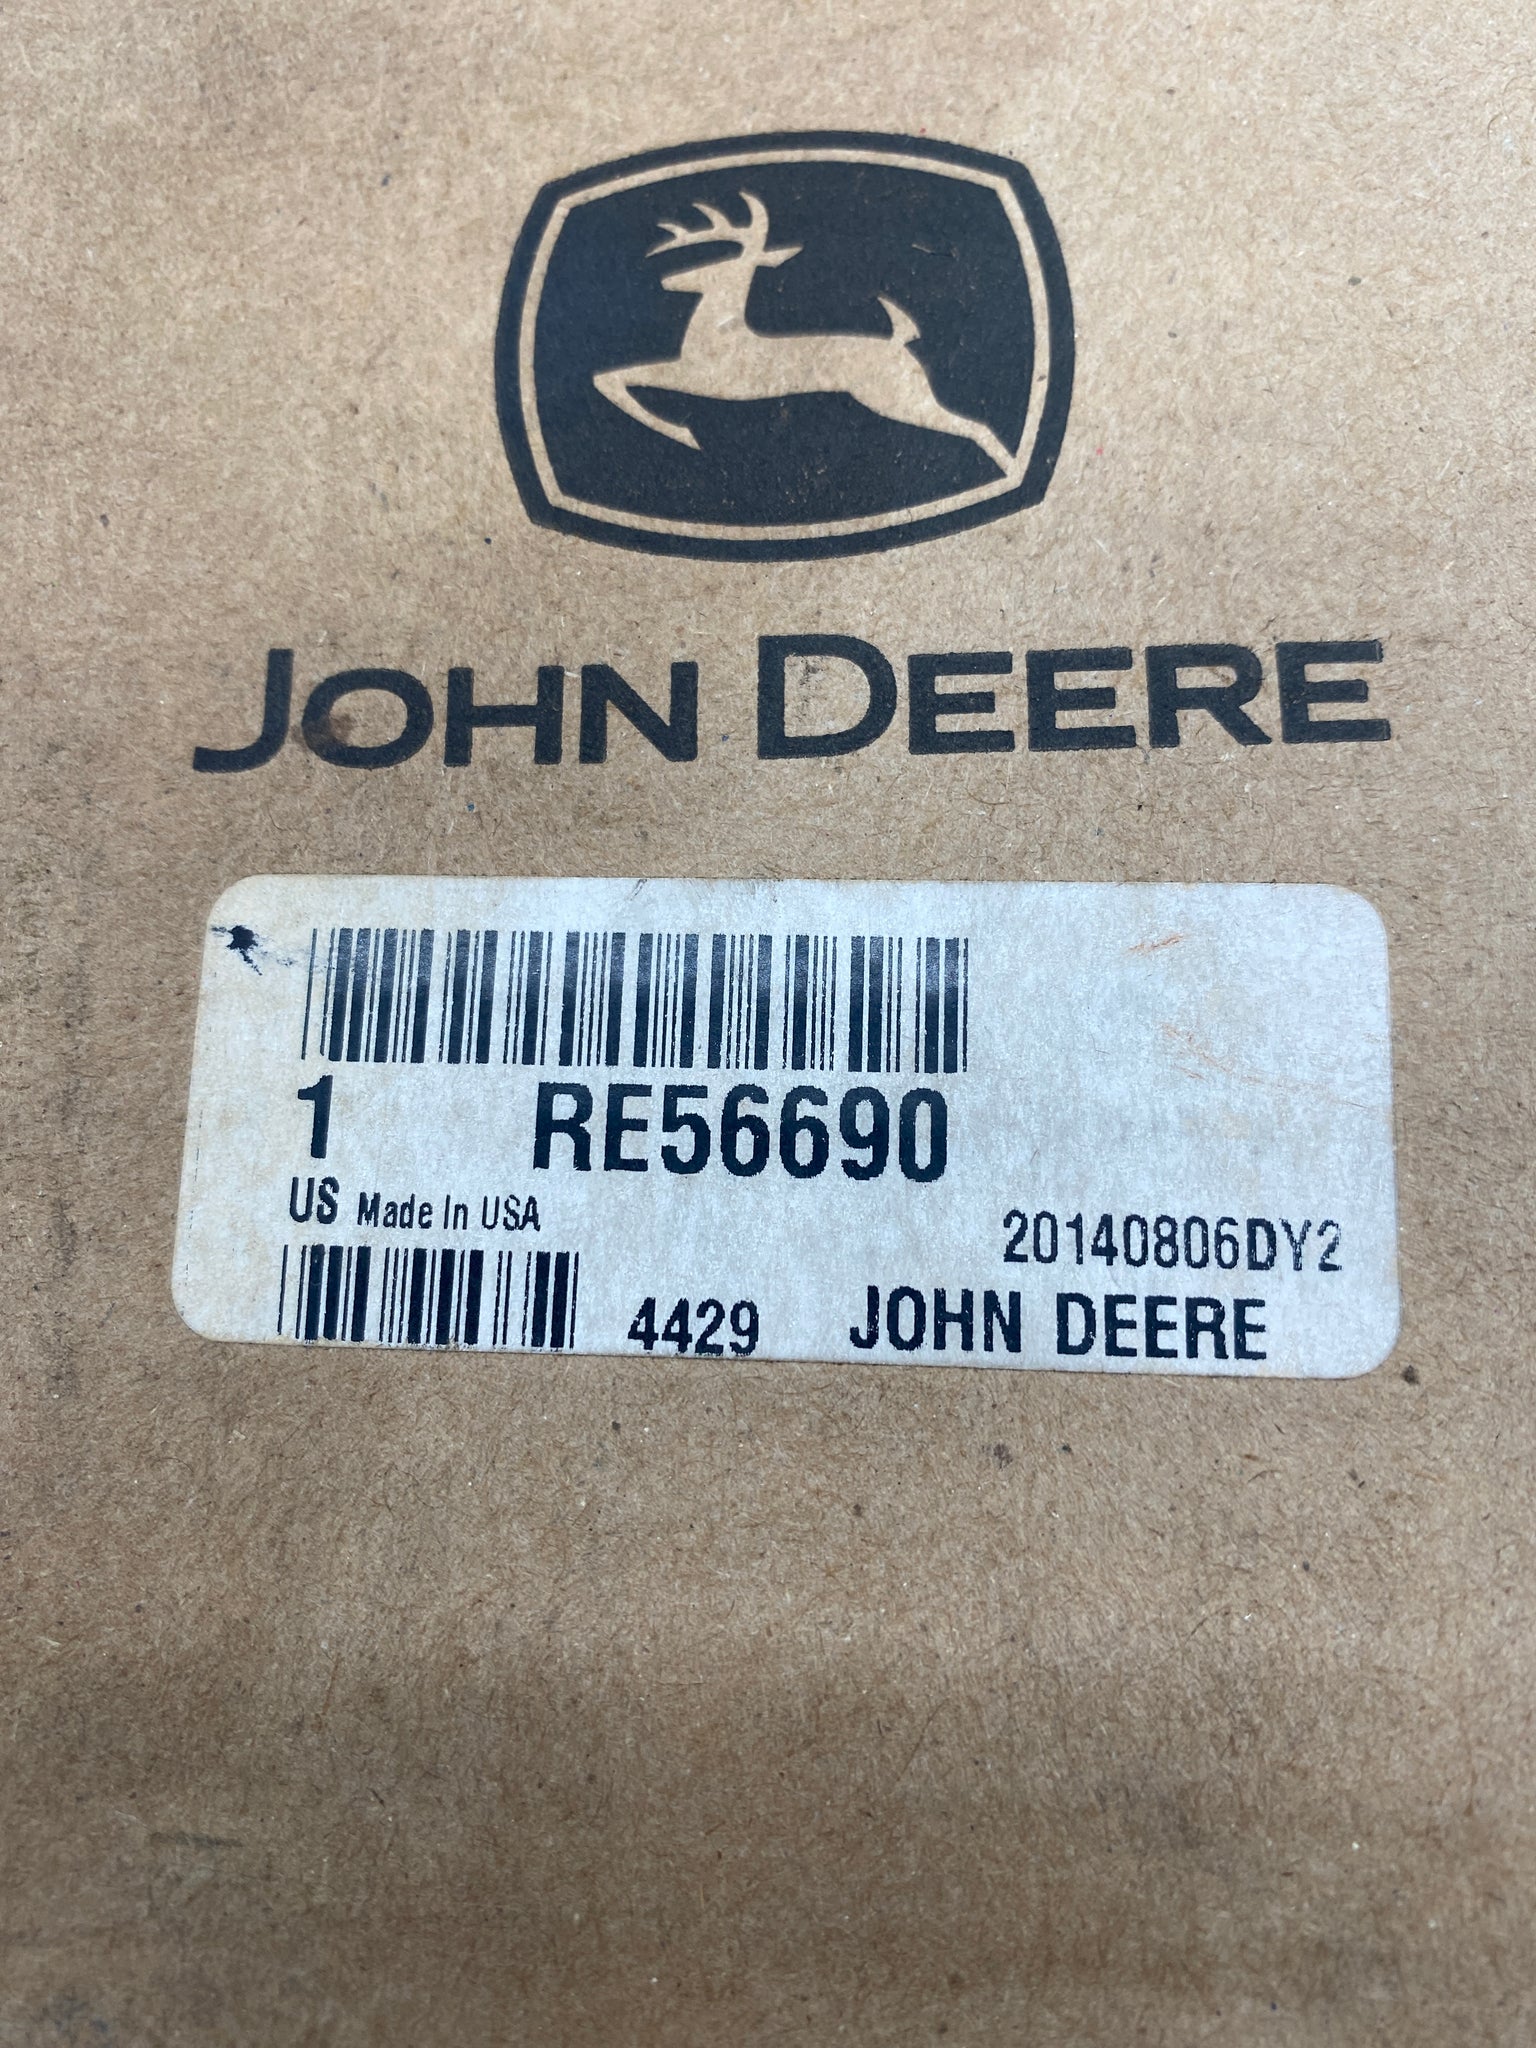 JOHN DEERE
1 RE56690
US Made In USA
20140806DY2
4429 JOHN DEERE